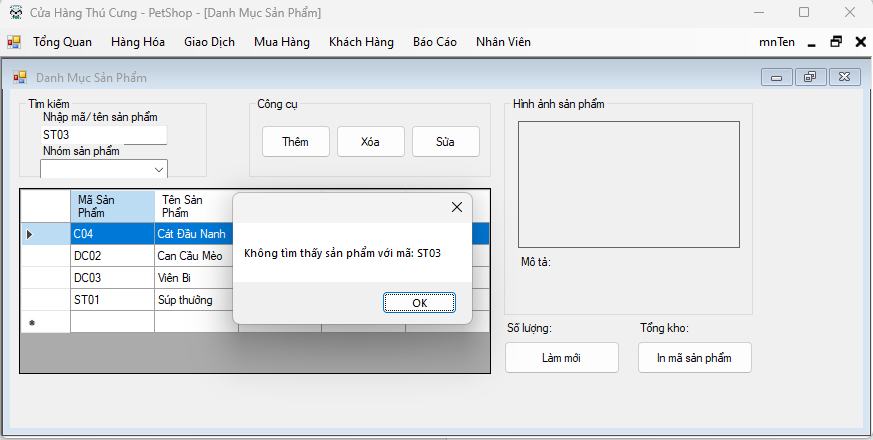 Cửa Hàng Thú Cưng - PetShop - [Danh Mục Sản Phẩm]
Tổng Quan Hàng Hóa Giao Dịch Mua Hàng Khách Hàng Báo Cáo Nhân Viên mnTen
Danh Mục Sản Phẩm
Tìm kiếm
Nhập mã/ tên sản phẩm
ST03
Nhóm sản phẩm
Công cụ
Thêm Xóa Sửa
Hình ảnh sản phẩm
Mô tả:
Mã Sản
Phẩm
Tên Sản
Phẩm
C04 Cát Đâu Nanh
DC02 Can Cầu Mèo
DC03 Viên Bi
ST01 Súp thưởng
Không tìm thấy sản phẩm với mã: ST03
OK
Số lượng: Tổng kho:
Làm mới In mã sản phẩm